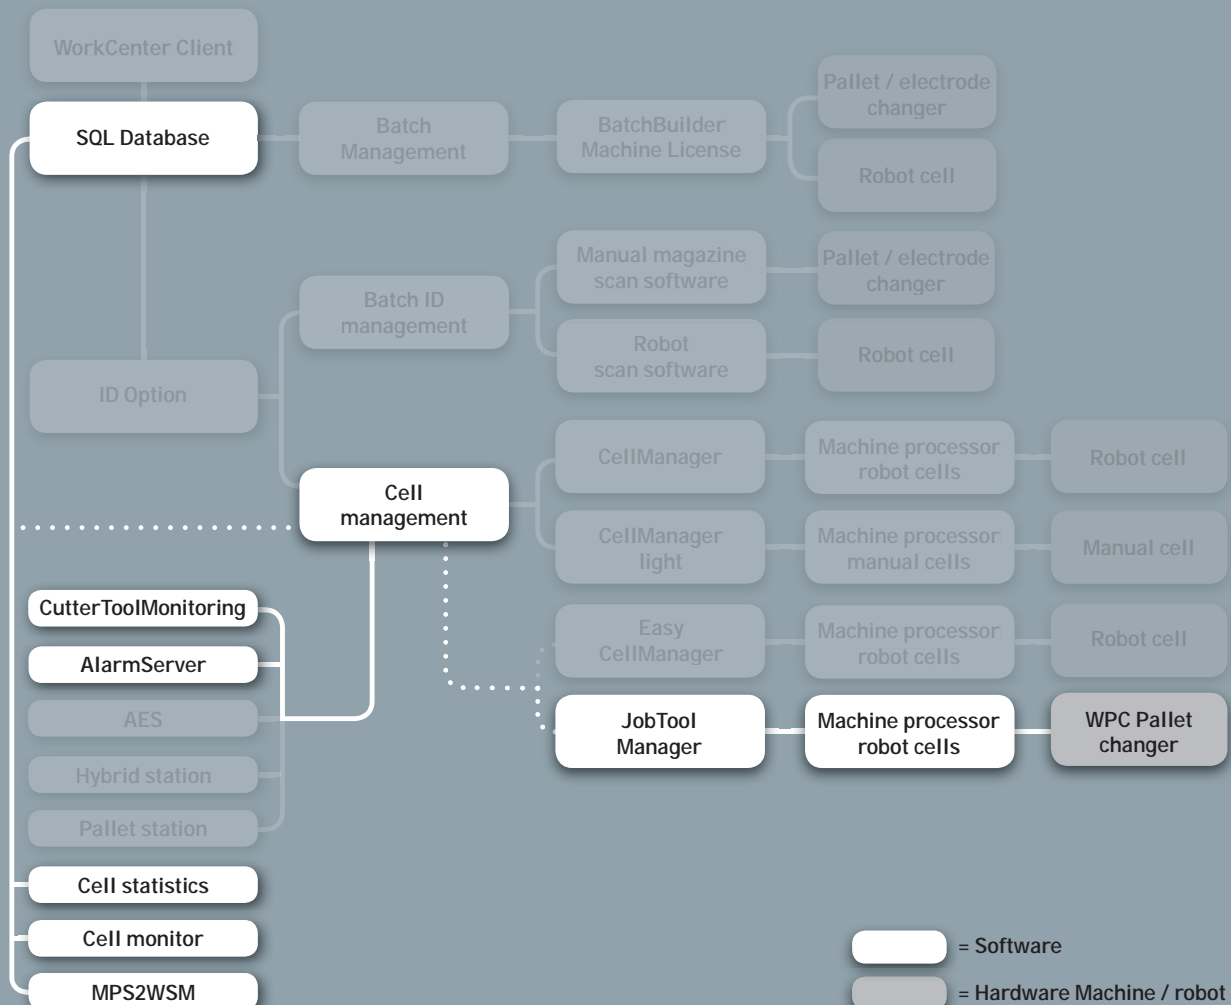 WorkCenter Client
SQL Database
Batch
Management
BatchBuilder
Machine License
Pallet / electrode
changer
Robot cell
ID Option
Batch ID
management
Manual magazine
scan software
Pallet / electrode
changer
Robot
scan software
Robot cell
Cell
management
CellManager
Machine processor
robot cells
Robot cell
CellManager
light
Machine processor
manual cells
Manual cell
Easy
CellManager
Machine processor
robot cells
Robot cell
JobTool
Manager
Machine processor
robot cells
WPC Pallet
changer
CutterToolMonitoring
AlarmServer
AES
Hybrid station
Pallet station
Cell statistics
Cell monitor
MPS2WSM
= Software
= Hardware Machine / robot